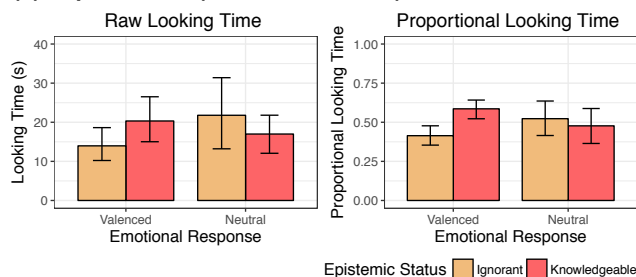 Raw Looking Time
Looking Time (s)
40
30
20
10
0
Valenced
Neutral
Emotional Response
Proportional Looking Time
Proportional Looking Time
1.00
0.75
0.50
0.25
0.00
Valenced
Neutral
Emotional Response
Epistemic Status Ignorant Knowledgeable